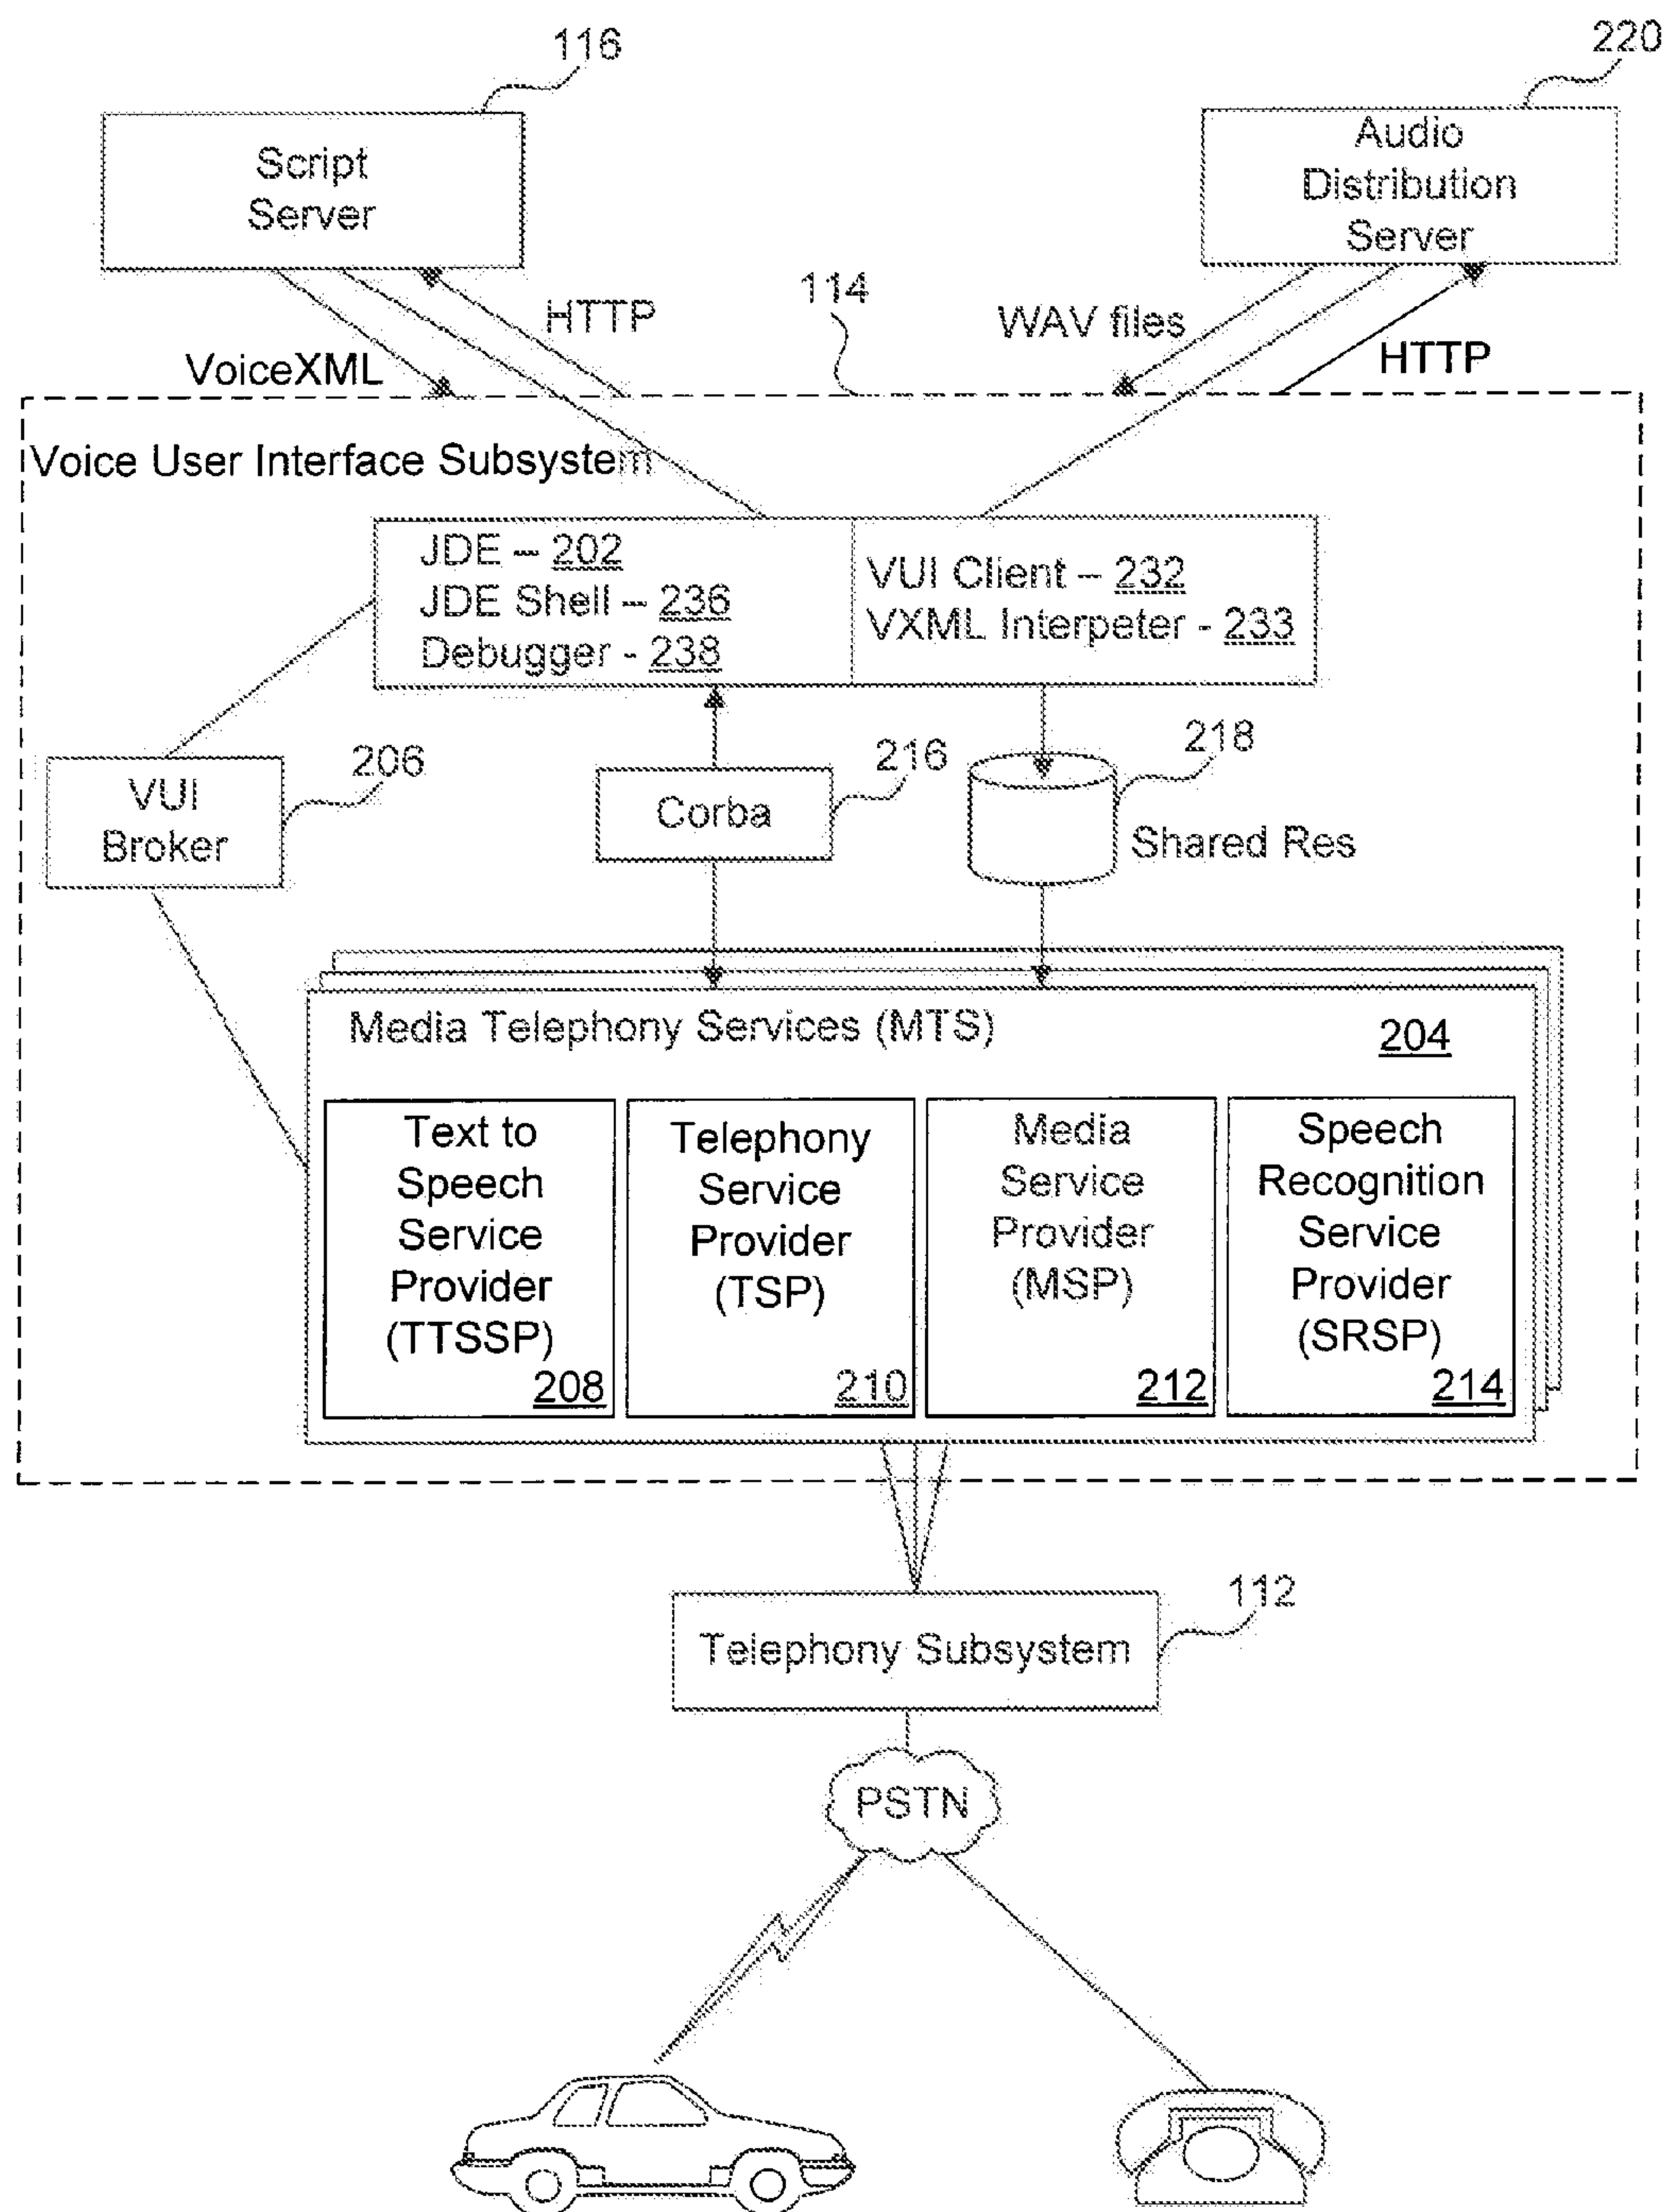 116
220
Script
Server
Audio
Distribution
Server
114
HTTP
WAV files
VoiceXML
HTTP
Voice User Interface Subsystem
JDE – 202
JDE Shell – 236
Debugger - 238
VUI Client – 232
VXML Interpeter - 233
206
216
218
VUI
Broker
Corba
Shared Res
Media Telephony Services (MTS)
204
Text to
Speech
Service
Provider
(TTSSP)
208
Telephony
Service
Provider
(TSP)
210
Media
Service
Provider
(MSP)
212
Speech
Recognition
Service
Provider
(SRSP)
214
112
Telephony Subsystem
PSTN